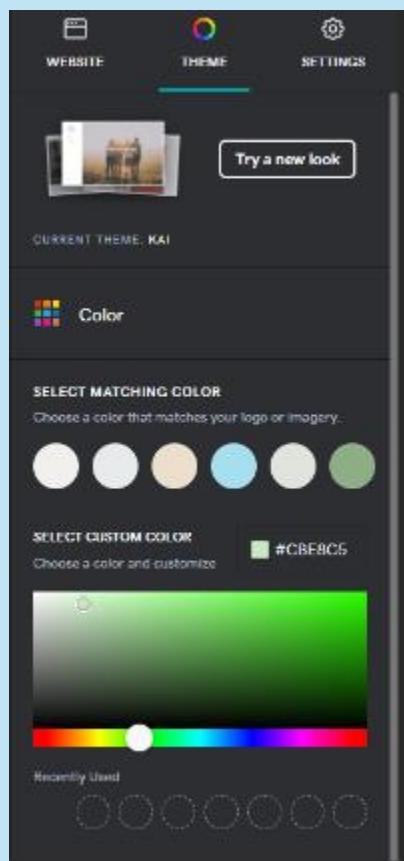 WEBSITE THEME SETTINGS
Try a new look
CURRENT THEME: KAI
Color
SELECT MATCHING COLOR
Choose a color that matches your logo or imagery.
SELECT CUSTOM COLOR
#C8E8C5
Choose a color and customize
Recently Used